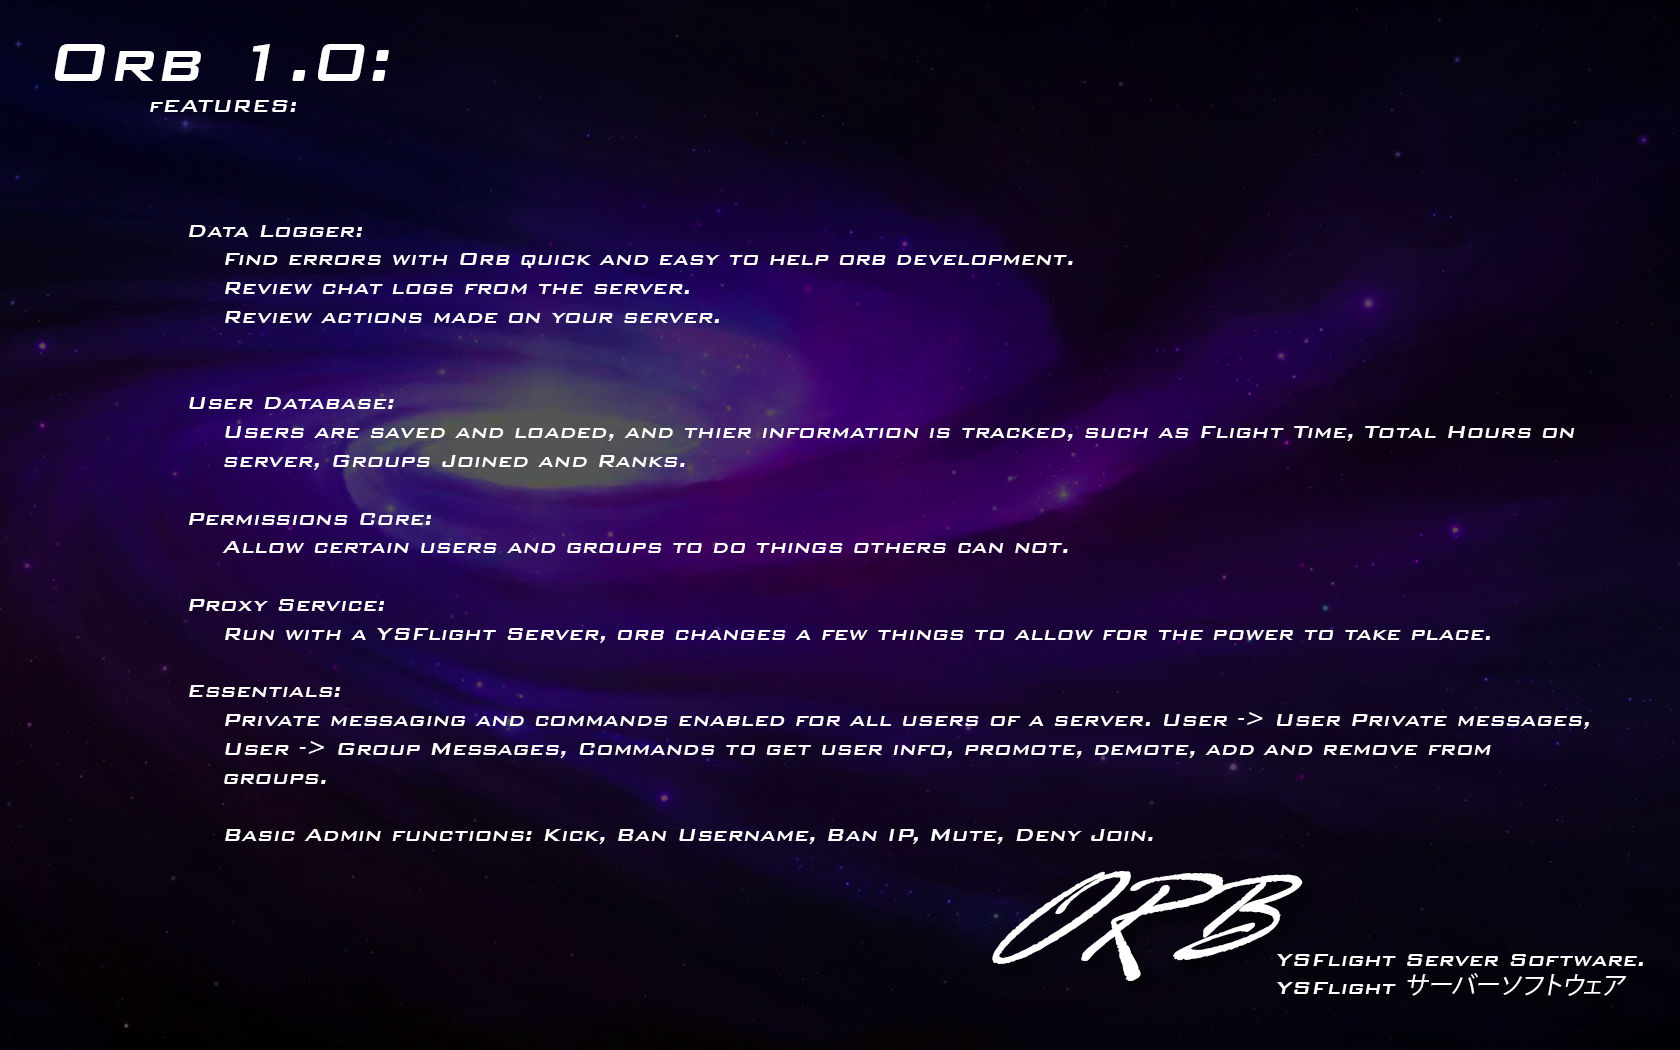 Orb 1.0:
fEATURES:
Data Logger:
Find errors with Orb quick and easy to help orb development.
Review chat logs from the server.
Review actions made on your server.
User Database:
Users are saved and loaded, and thier information is tracked, such as Flight Time, Total Hours on
server, Groups Joined and Ranks.
Permissions Core:
Allow certain users and groups to do things others can not.
Proxy Service:
Run with a YSFlight Server, orb changes a few things to allow for the power to take place.
Essentials:
Private messaging and commands enabled for all users of a server. User -> User Private messages,
User -> Group Messages, Commands to get user info, promote, demote, add and remove from
groups.
Basic Admin functions: Kick, Ban Username, Ban IP, Mute, Deny Join.
ORB
YSFlight Server Software.
YSFlight サーバーソフトウェア